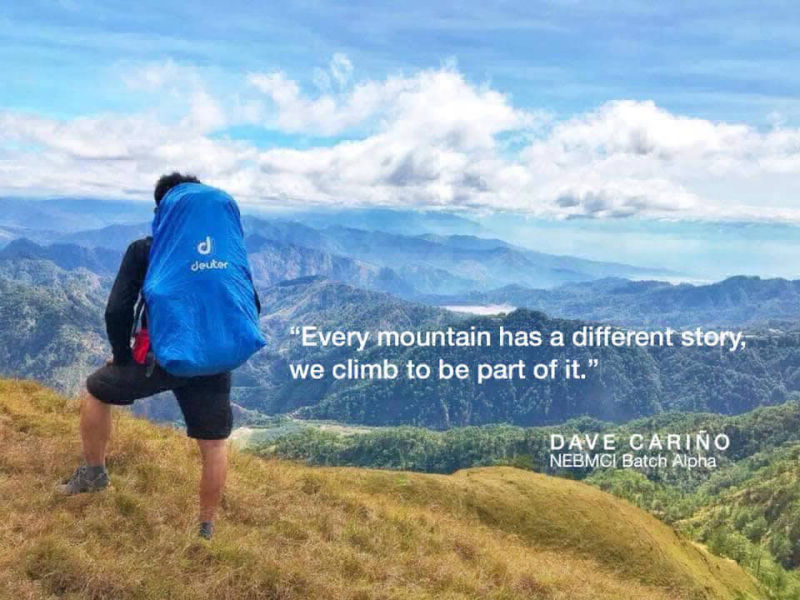 deuter
“Every mountain has a different story,
we climb to be part of it.”
DAVE CARIÑO
NEBMCI Batch Alpha